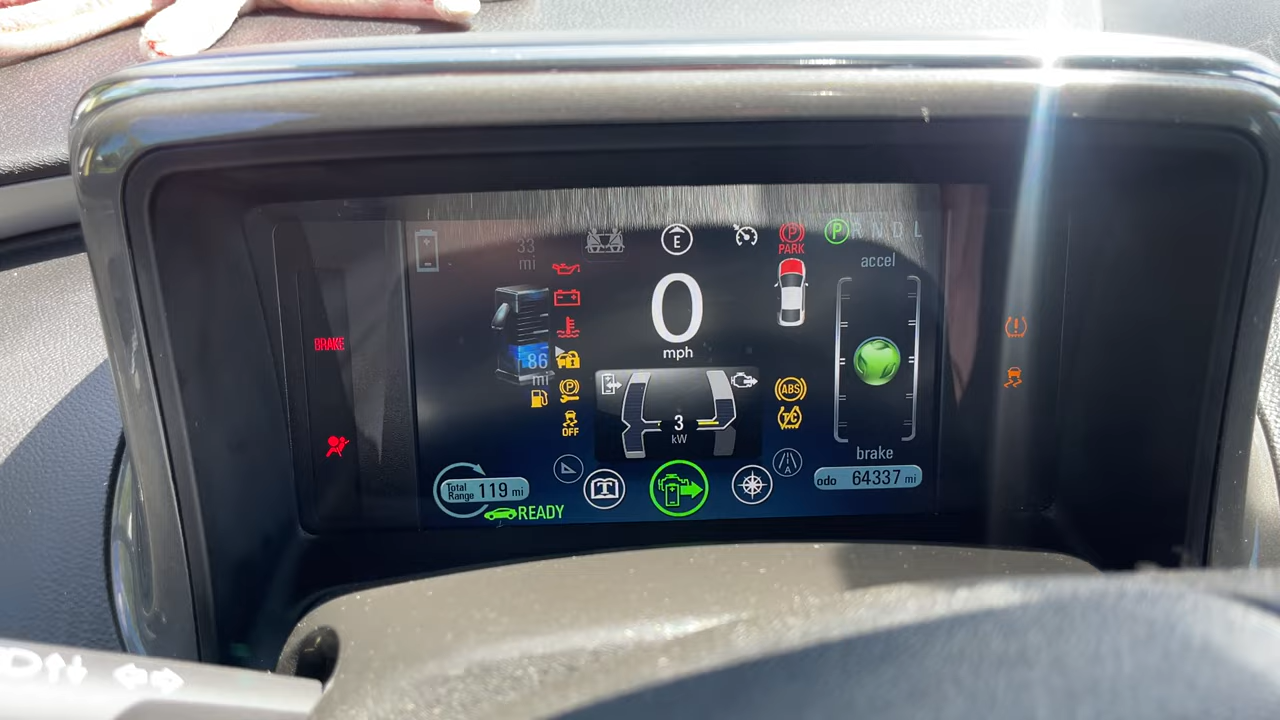 33
mi
E
PARK
P R N D L
accel
0
mph
BRAKE
86
mi
ABS
TC
OFF
3
kW
brake
Total
Range 119 mi
A
odo 64337 mi
READY